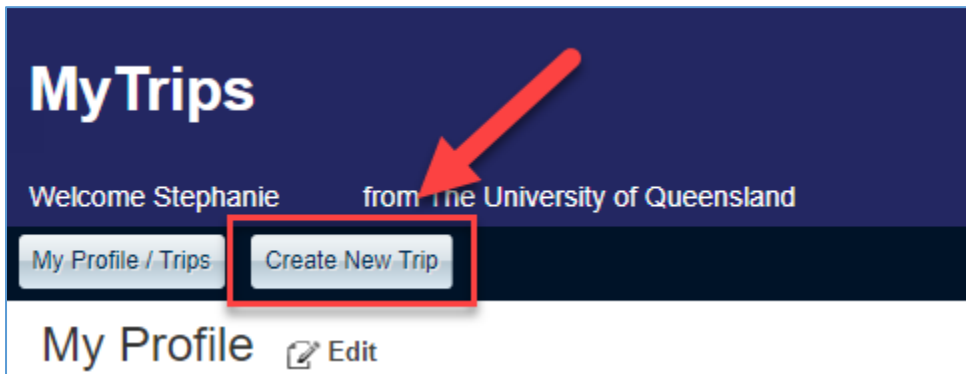 MyTrips
Welcome Stephanie from The University of Queensland
My Profile / Trips Create New Trip
My Profile Edit